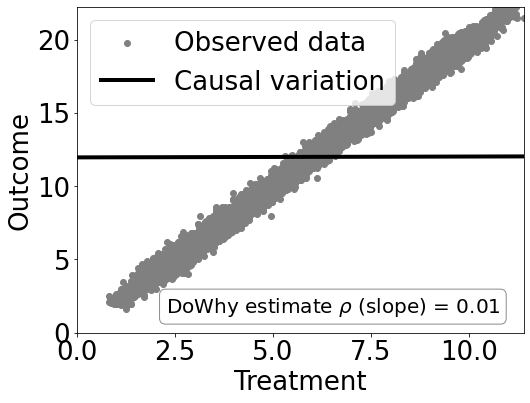 Observed data
Causal variation
20
15
10
5
0
Outcome
DoWhy estimate ρ (slope) = 0.01
0.0 2.5 5.0 7.5 10.0
Treatment